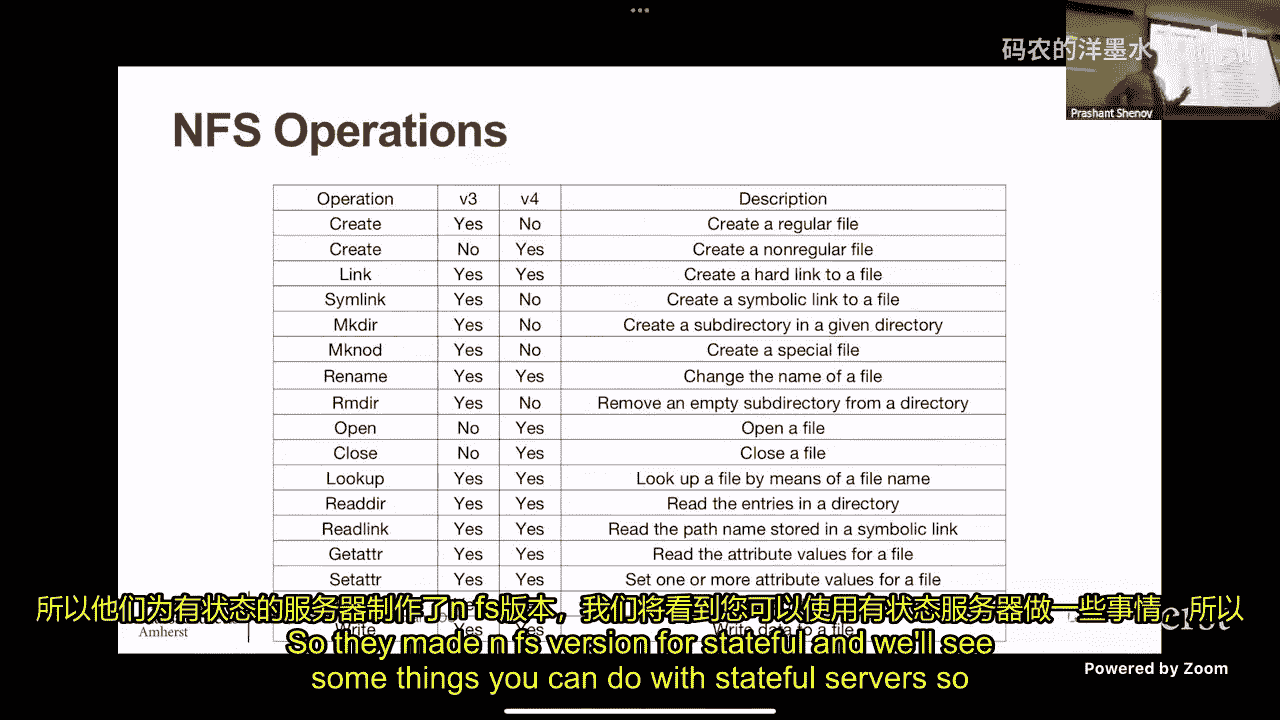 •••
码农的洋墨水
Prashant Shenoy
NFS Operations
Operation v3 v4 Description
Create Yes No Create a regular file
Create No Yes Create a nonregular file
Link Yes Yes Create a hard link to a file
Symlink Yes No Create a symbolic link to a file
Mkdir Yes No Create a subdirectory in a given directory
Mknod Yes No Create a special file
Rename Yes Yes Change the name of a file
Rmdir Yes No Remove an empty subdirectory from a directory
Open No Yes Open a file
Close No Yes Close a file
Lookup Yes Yes Look up a file by means of a file name
Readdir Yes Yes Read the entries in a directory
Readlink Yes Yes Read the path name stored in a symbolic link
Getattr Yes Yes Read the attribute values for a file
Setattr Yes Yes Set one or more attribute values for a file
所以他们为有状态的服务器制作了n fs版本，我们将看到您可以使用有状态服务器做一些事情，所以
Amherst
Write Yes Yes Write data to a file
So they made n fs version for stateful and we'll see
some things you can do with stateful servers so
Powered by Zoom